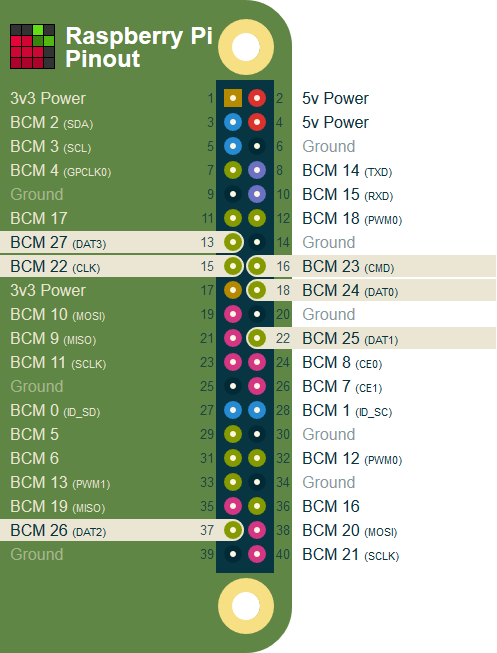 Raspberry Pi
Pinout
3v3 Power 1 2 5v Power
BCM 2 (SDA) 3 4 5v Power
BCM 3 (SCL) 5 6 Ground
BCM 4 (GPCLK0) 7 8 BCM 14 (TXD)
Ground 9 10 BCM 15 (RXD)
BCM 17 11 12 BCM 18 (PWM0)
BCM 27 (DAT3) 13 14 Ground
BCM 22 (CLK) 15 16 BCM 23 (CMD)
3v3 Power 17 18 BCM 24 (DAT0)
BCM 10 (MOSI) 19 20 Ground
BCM 9 (MISO) 21 22 BCM 25 (DAT1)
BCM 11 (SCLK) 23 24 BCM 8 (CE0)
Ground 25 26 BCM 7 (CE1)
BCM 0 (ID_SD) 27 28 BCM 1 (ID_SC)
BCM 5 29 30 Ground
BCM 6 31 32 BCM 12 (PWM0)
BCM 13 (PWM1) 33 34 Ground
BCM 19 (MISO) 35 36 BCM 16
BCM 26 (DAT2) 37 38 BCM 20 (MOSI)
Ground 39 40 BCM 21 (SCLK)